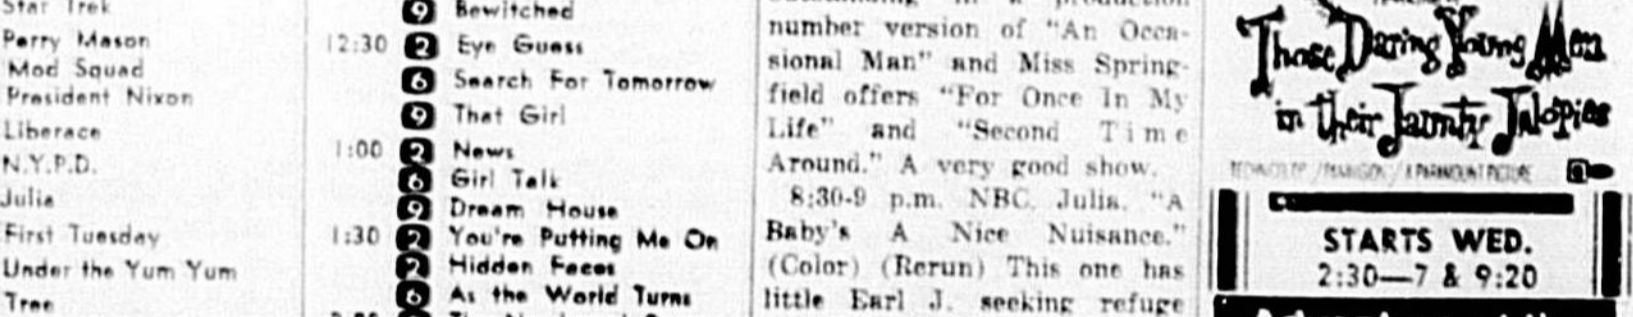 Star Trek
Perry Mason
Mod Squad
President Nixon
Liberace
N.Y.P.D.
Julia
First Tuesday
Under the Yum Yum
Tree
9 Bewitched
12:30 2 Eye Guess
6 Search For Tomorrow
9 That Girl
1:00 2 News
6 Girl Talk
9 Dream House
1:30 2 You're Putting Me On
2 Hidden Faces
6 As the World Turns
number version of "An Occa-
sional Man" and Miss Spring-
field offers "For Once In My
Life" and "Second Time
Around." A very good show.
8:30-9 p.m. NBC. Julia. "A
Baby's A Nice Nuisance."
(Color) (Rerun) This one has
little Earl J. seeking refuge
Those Daring Young Men
in their Jaunty Jalopies
TECHNICOLOR / PANAVISION / A PARAMOUNT PICTURE
STARTS WED.
2:30—7 & 9:20